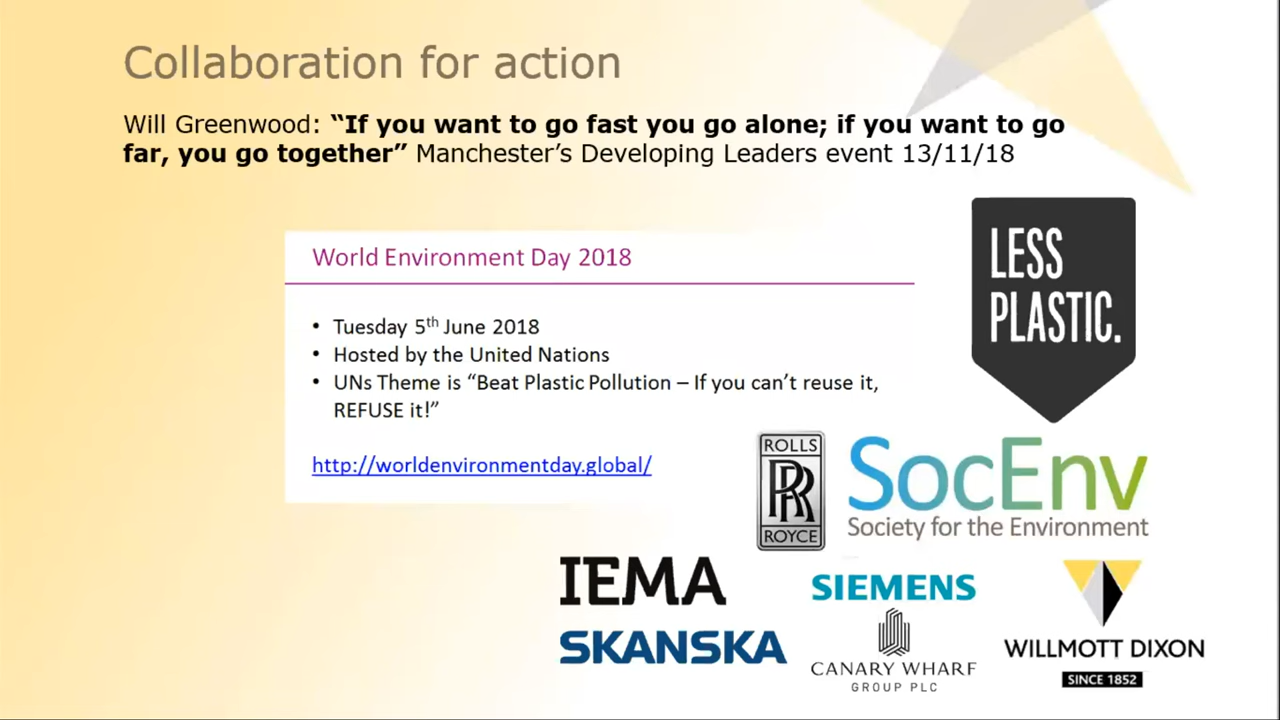 Collaboration for action
Will Greenwood: “If you want to go fast you go alone; if you want to go
far, you go together” Manchester’s Developing Leaders event 13/11/18
World Environment Day 2018
• Tuesday 5th June 2018
• Hosted by the United Nations
• UNs Theme is “Beat Plastic Pollution – If you can’t reuse it,
REFUSE it!”
http://worldenvironmentday.global/
LESS
PLASTIC.
ROLLS
RR
ROYCE
SocEnv
Society for the Environment
IEMA
SKANSKA
SIEMENS
CANARY WHARF
GROUP PLC
WILLMOTT DIXON
SINCE 1852